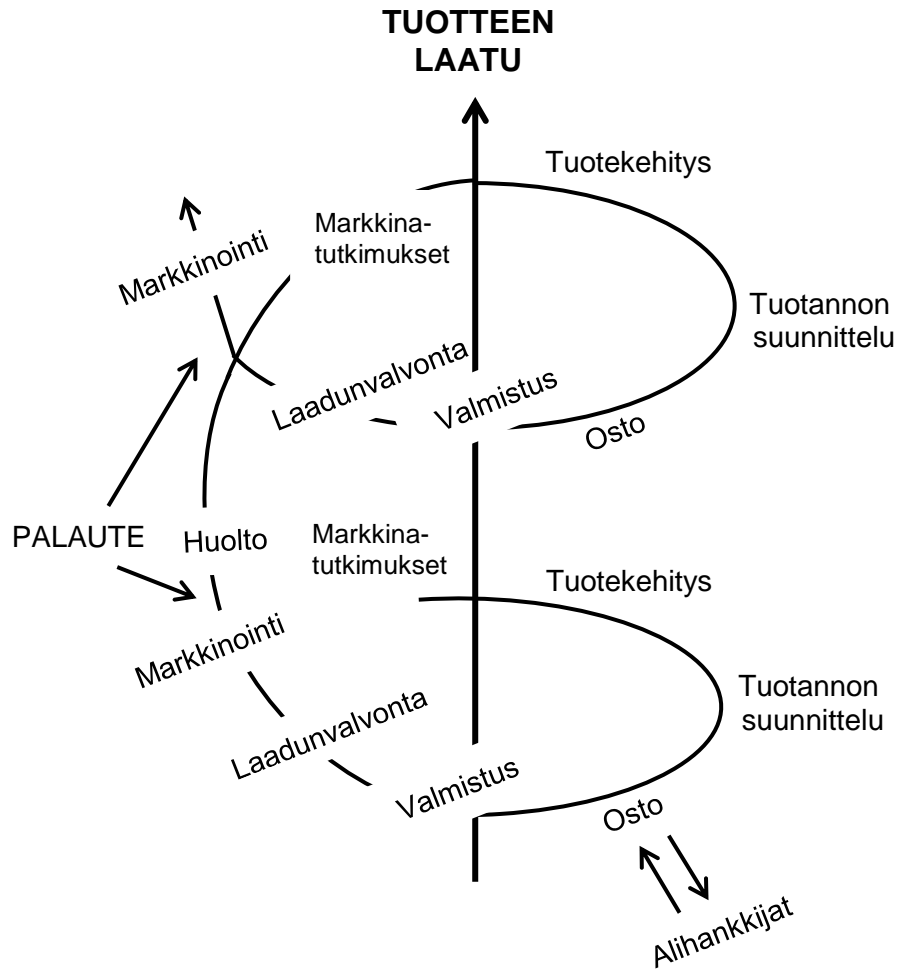 TUOTTEEN
LAATU
Tuotekehitys
Markkina-
tutkimukset
Markkinointi
Tuotannon
suunnittelu
Laadunvalvonta
Valmistus
Osto
PALAUTE
Huolto
Markkina-
tutkimukset
Tuotekehitys
Markkinointi
Tuotannon
suunnittelu
Laadunvalvonta
Valmistus
Osto
Alihankkijat